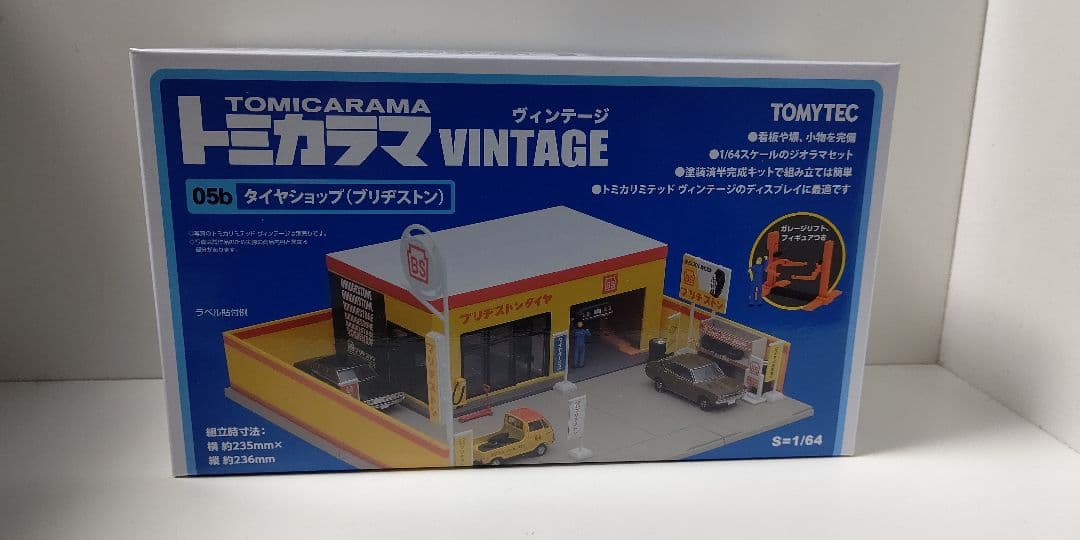 TOMICARAMA
トミカラマ
ヴィンテージ
VINTAGE
TOMYTEC
●看板や塀、小物を完備
●1/64スケールのジオラマセット
●塗装済半完成キットで組み立ては簡単
●トミカリミテッド ヴィンテージのディスプレイに最適です
05b タイヤショップ(ブリヂストン)
ガレージリフト、
フィギュアつき
ラベル貼付例
BS
ブリヂストンタイヤ
BS
BS
ブリヂストン
組立時寸法:
横 約235mm×
縦 約236mm
S=1/64